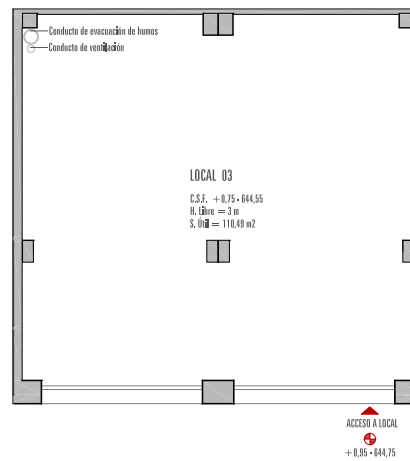 Conducto de evacuación de humos
Conducto de ventilación
LOCAL 03
C.S.F. +0,75 - 644,55
H. Libre = 3 m
S. Útil = 110,49 m2
ACCESO A LOCAL
+0,95 - 644,75